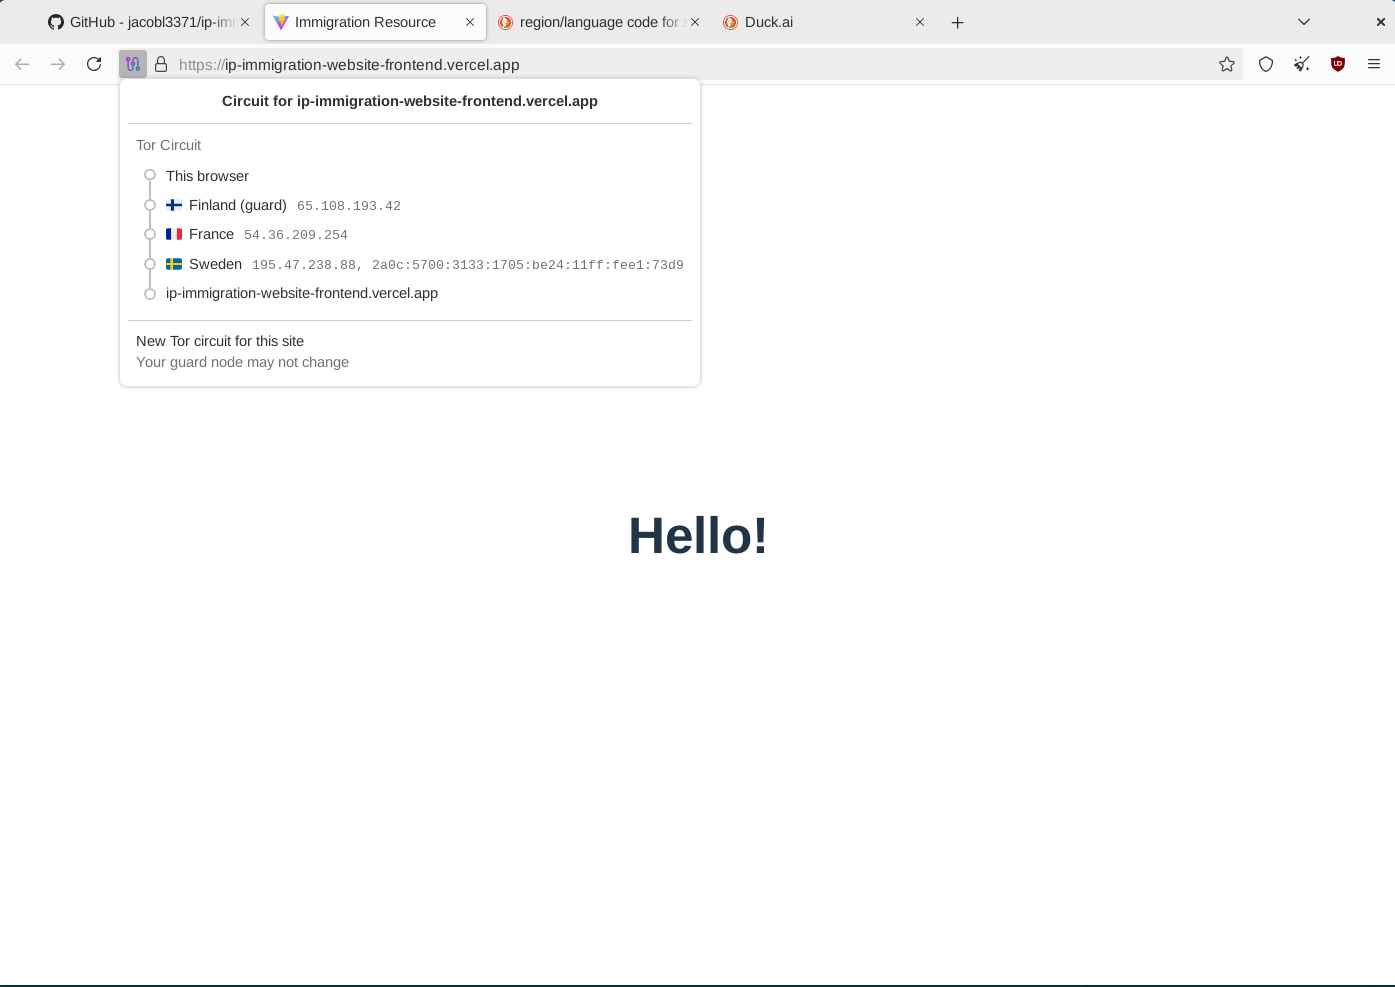 GitHub - jacobl3371/ip-imm
Immigration Resource
region/language code for s
Duck.ai
https://ip-immigration-website-frontend.vercel.app
Circuit for ip-immigration-website-frontend.vercel.app
Tor Circuit
This browser
Finland (guard) 65.108.193.42
France 54.36.209.254
Sweden 195.47.238.88, 2a0c:5700:3133:1705:be24:11ff:fee1:73d9
ip-immigration-website-frontend.vercel.app
New Tor circuit for this site
Your guard node may not change
Hello!